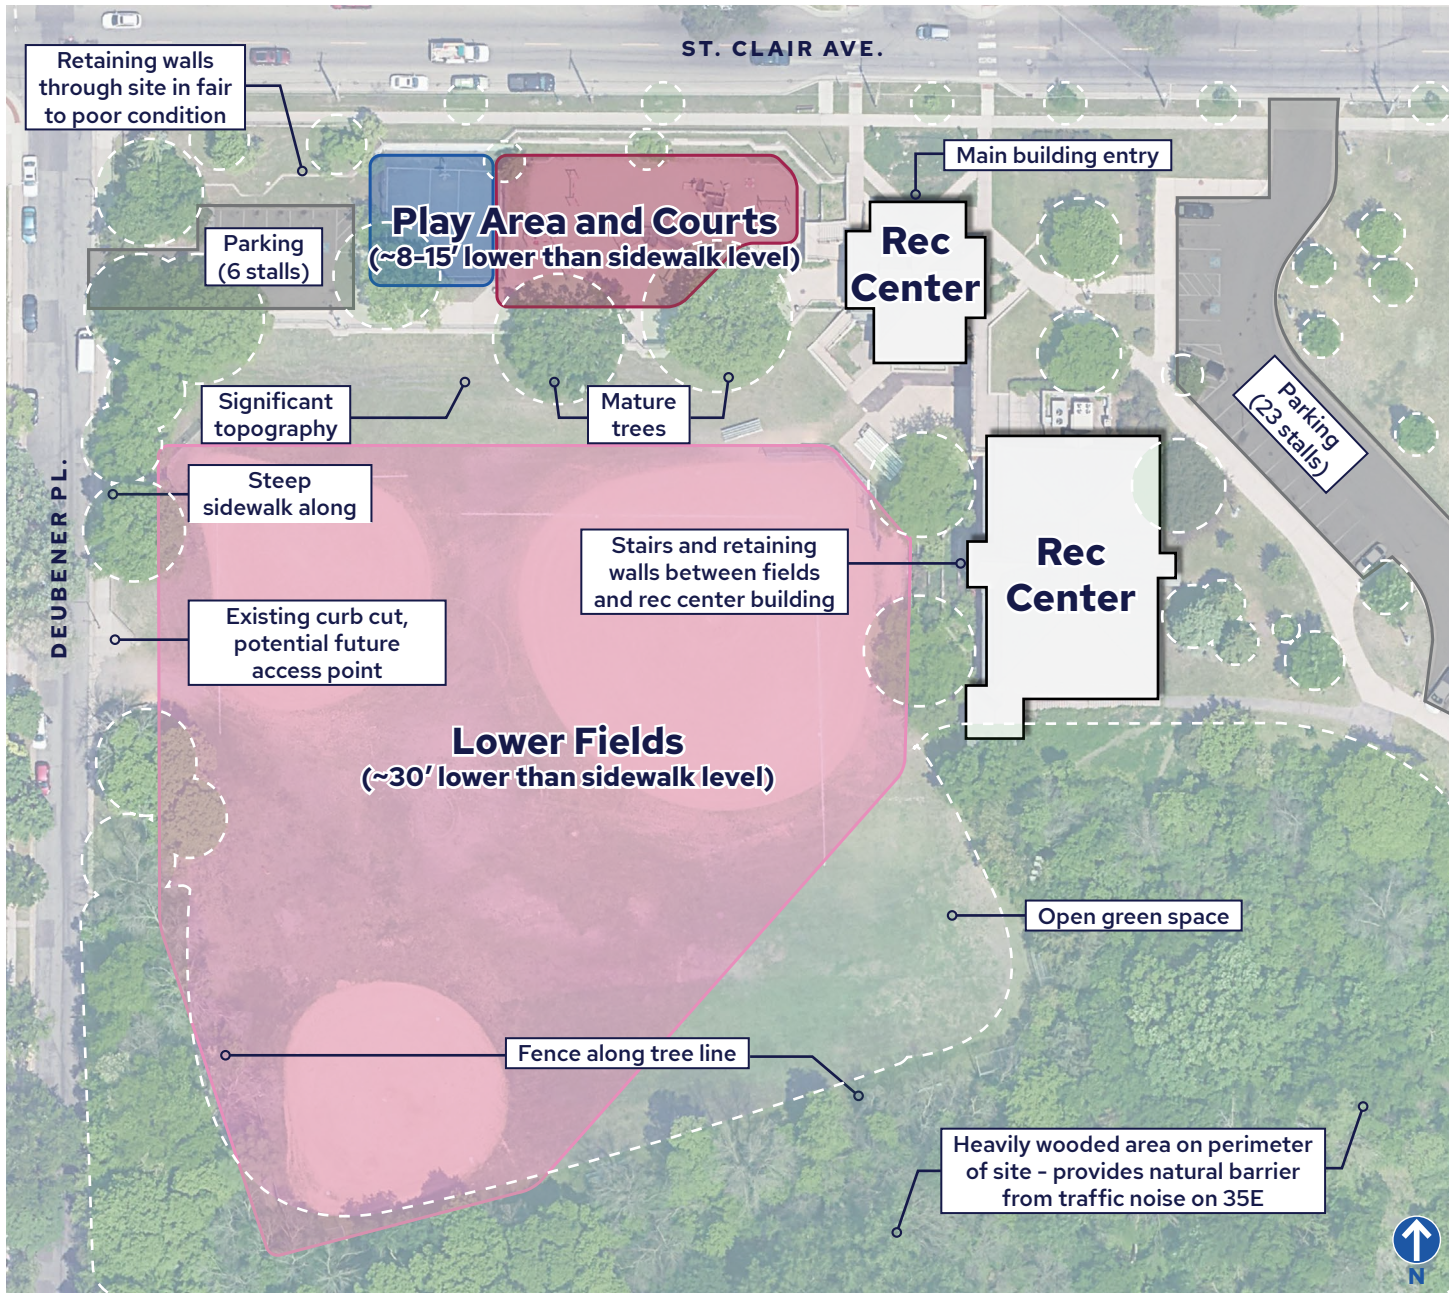 ST. CLAIR AVE.
Retaining walls
through site in fair
to poor condition
Main building entry
Play Area and Courts
(~8-15' lower than sidewalk level)
Parking
(6 stalls)
Rec
Center
Parking
(23 stalls)
Significant
topography
Mature
trees
Steep
sidewalk along
DEUBENER PL.
Stairs and retaining
walls between fields
and rec center building
Rec
Center
Existing curb cut,
potential future
access point
Lower Fields
(~30' lower than sidewalk level)
Open green space
Fence along tree line
Heavily wooded area on perimeter
of site - provides natural barrier
from traffic noise on 35E
N